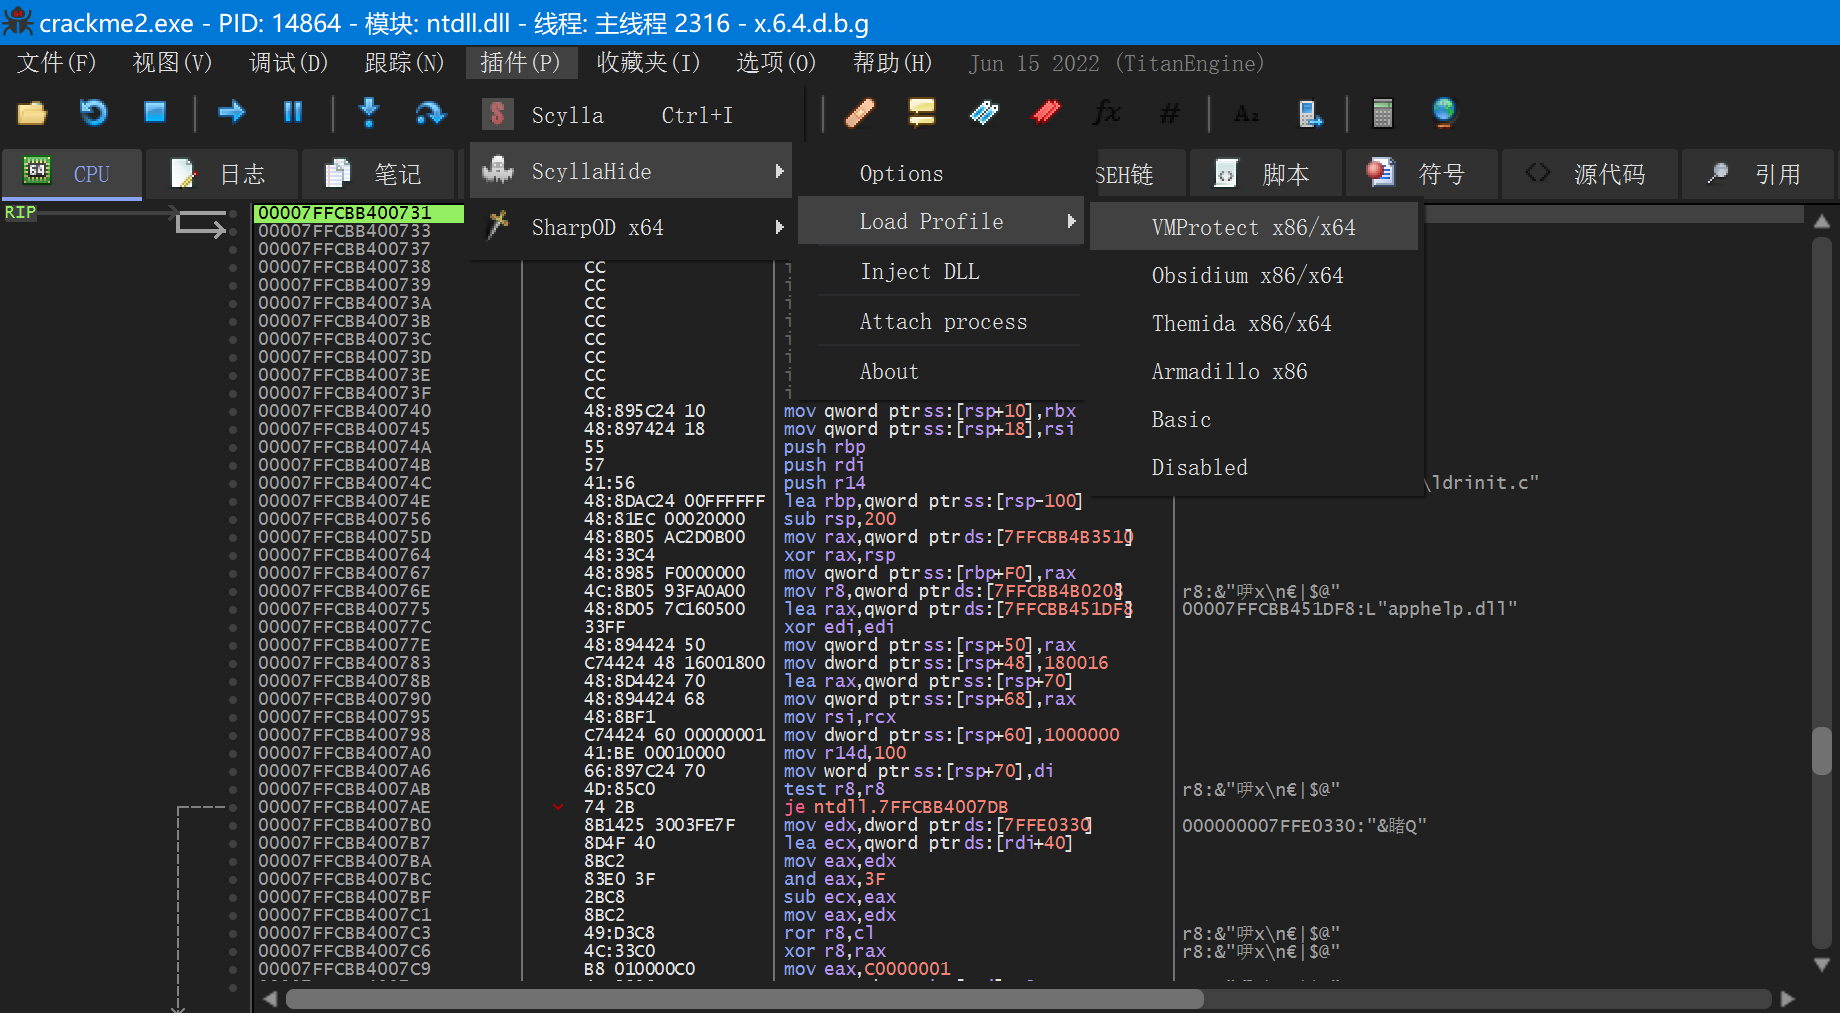 crackme2.exe - PID: 14864 - 模块: ntdll.dll - 线程: 主线程 2316 - x.6.4.d.b.g
文件(F) 视图(V) 调试(D) 跟踪(N) 插件(P) 收藏夹(I) 选项(O) 帮助(H) Jun 15 2022 (TitanEngine)
Scylla Ctrl+I
ScyllaHide
SharpOD x64
Options
Load Profile
Inject DLL
Attach process
About
VMProtect x86/x64
Obsidium x86/x64
Themida x86/x64
Armadillo x86
Basic
Disabled
CPU 日志 笔记 SEH链 脚本 符号 源代码 引用
RIP 00007FFCBB400731
00007FFCBB400733
00007FFCBB400737
00007FFCBB400738 CC
00007FFCBB400739 CC
00007FFCBB40073A CC
00007FFCBB40073B CC
00007FFCBB40073C CC
00007FFCBB40073D CC
00007FFCBB40073E CC
00007FFCBB40073F CC
00007FFCBB400740 48:895C24 10 mov qword ptr ss:[rsp+10],rbx
00007FFCBB400745 48:897424 18 mov qword ptr ss:[rsp+18],rsi
00007FFCBB40074A 55 push rbp
00007FFCBB40074B 57 push rdi
00007FFCBB40074C 41:56 push r14 \ldrinit.c"
00007FFCBB40074E 48:8DAC24 00FFFFFF lea rbp,qword ptr ss:[rsp-100]
00007FFCBB400756 48:81EC 00020000 sub rsp,200
00007FFCBB40075D 48:8B05 AC2D0B00 mov rax,qword ptr ds:[7FFCBB4B3510]
00007FFCBB400764 48:33C4 xor rax,rsp
00007FFCBB400767 48:8985 F0000000 mov qword ptr ss:[rbp+F0],rax
00007FFCBB40076E 4C:8B05 93FA0A00 mov r8,qword ptr ds:[7FFCBB4B0208] r8:&"咿x\n€|$@"
00007FFCBB400775 48:8D05 7C160500 lea rax,qword ptr ds:[7FFCBB451DF8] 00007FFCBB451DF8:L"apphelp.dll"
00007FFCBB40077C 33FF xor edi,edi
00007FFCBB40077E 48:894424 50 mov qword ptr ss:[rsp+50],rax
00007FFCBB400783 C74424 48 16001800 mov dword ptr ss:[rsp+48],180016
00007FFCBB40078B 48:8D4424 70 lea rax,qword ptr ss:[rsp+70]
00007FFCBB400790 48:894424 68 mov qword ptr ss:[rsp+68],rax
00007FFCBB400795 48:8BF1 mov rsi,rcx
00007FFCBB400798 C74424 60 00000001 mov dword ptr ss:[rsp+60],1000000
00007FFCBB4007A0 41:BE 00010000 mov r14d,100
00007FFCBB4007A6 66:897C24 70 mov word ptr ss:[rsp+70],di
00007FFCBB4007AB 4D:85C0 test r8,r8 r8:&"咿x\n€|$@"
00007FFCBB4007AE 74 2B je ntdll.7FFCBB4007DB
00007FFCBB4007B0 8B1425 3003FE7F mov edx,dword ptr ds:[7FFE0330] 000000007FFE0330:"&睹Q"
00007FFCBB4007B7 8D4F 40 lea ecx,qword ptr ds:[rdi+40]
00007FFCBB4007BA 8BC2 mov eax,edx
00007FFCBB4007BC 83E0 3F and eax,3F
00007FFCBB4007BF 2BC8 sub ecx,eax
00007FFCBB4007C1 8BC2 mov eax,edx
00007FFCBB4007C3 49:D3C8 ror r8,cl r8:&"咿x\n€|$@"
00007FFCBB4007C6 4C:33C0 xor r8,rax r8:&"咿x\n€|$@"
00007FFCBB4007C9 B8 010000C0 mov eax,C0000001